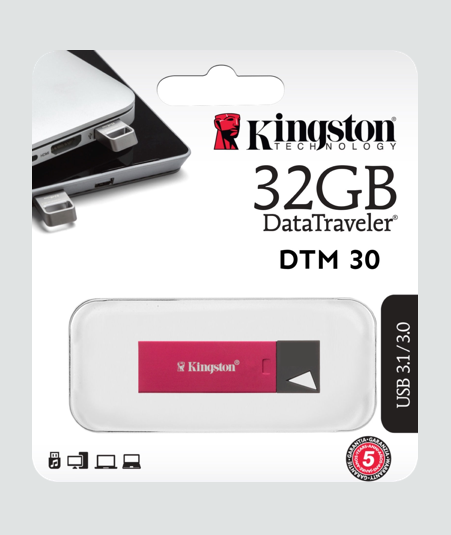 Kingston®
TECHNOLOGY
32GB
DataTraveler®
DTM 30
USB 3.1 / 3.0
Kingston®
5